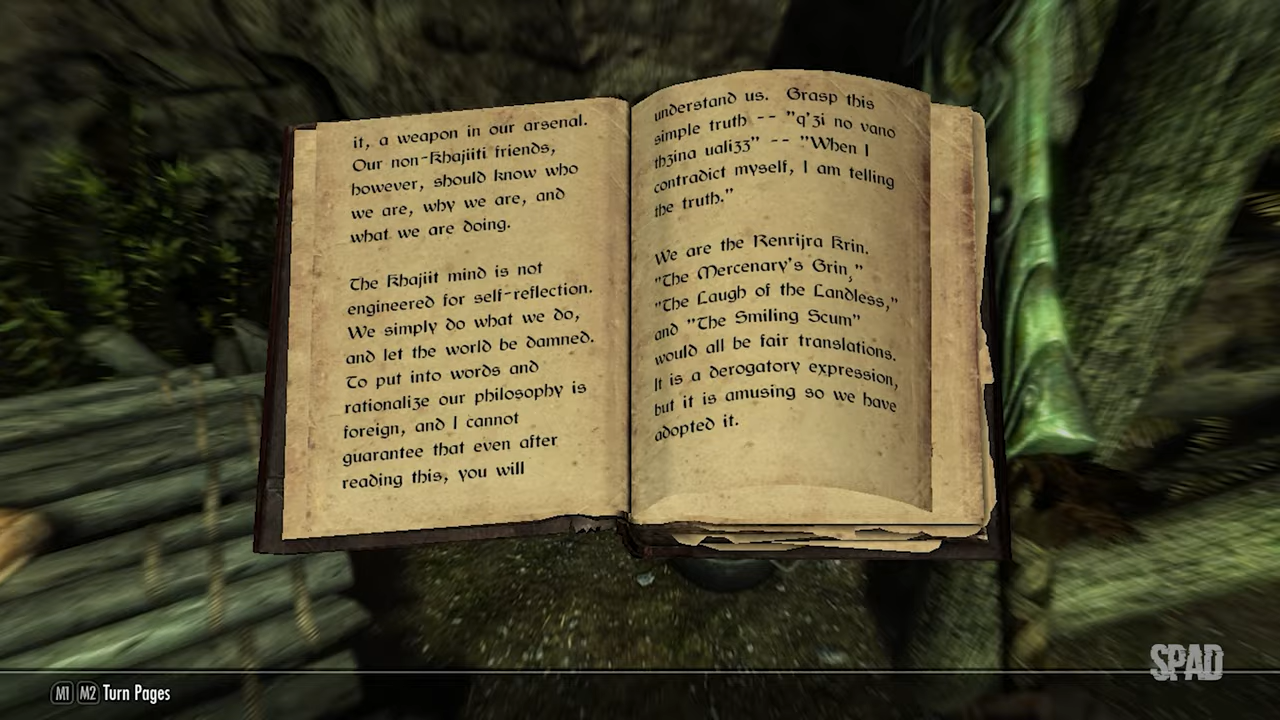 it, a weapon in our arsenal.
Our non-Khajiiti friends,
however, should know who
we are, why we are, and
what we are doing.
The Khajiit mind is not
engineered for self-reflection.
We simply do what we do,
and let the world be damned.
To put into words and
rationalize our philosophy is
foreign, and I cannot
guarantee that even after
reading this, you will
understand us. Grasp this
simple truth -- "q'zi no vano
thzina ualizz" -- "When I
contradict myself, I am telling
the truth."
We are the Renrijra Krin.
"The Mercenary's Grin,"
"The Laugh of the Landless,"
and "The Smiling Scum"
would all be fair translations.
It is a derogatory expression,
but it is amusing so we have
adopted it.
M1 M2 Turn Pages
SPAD